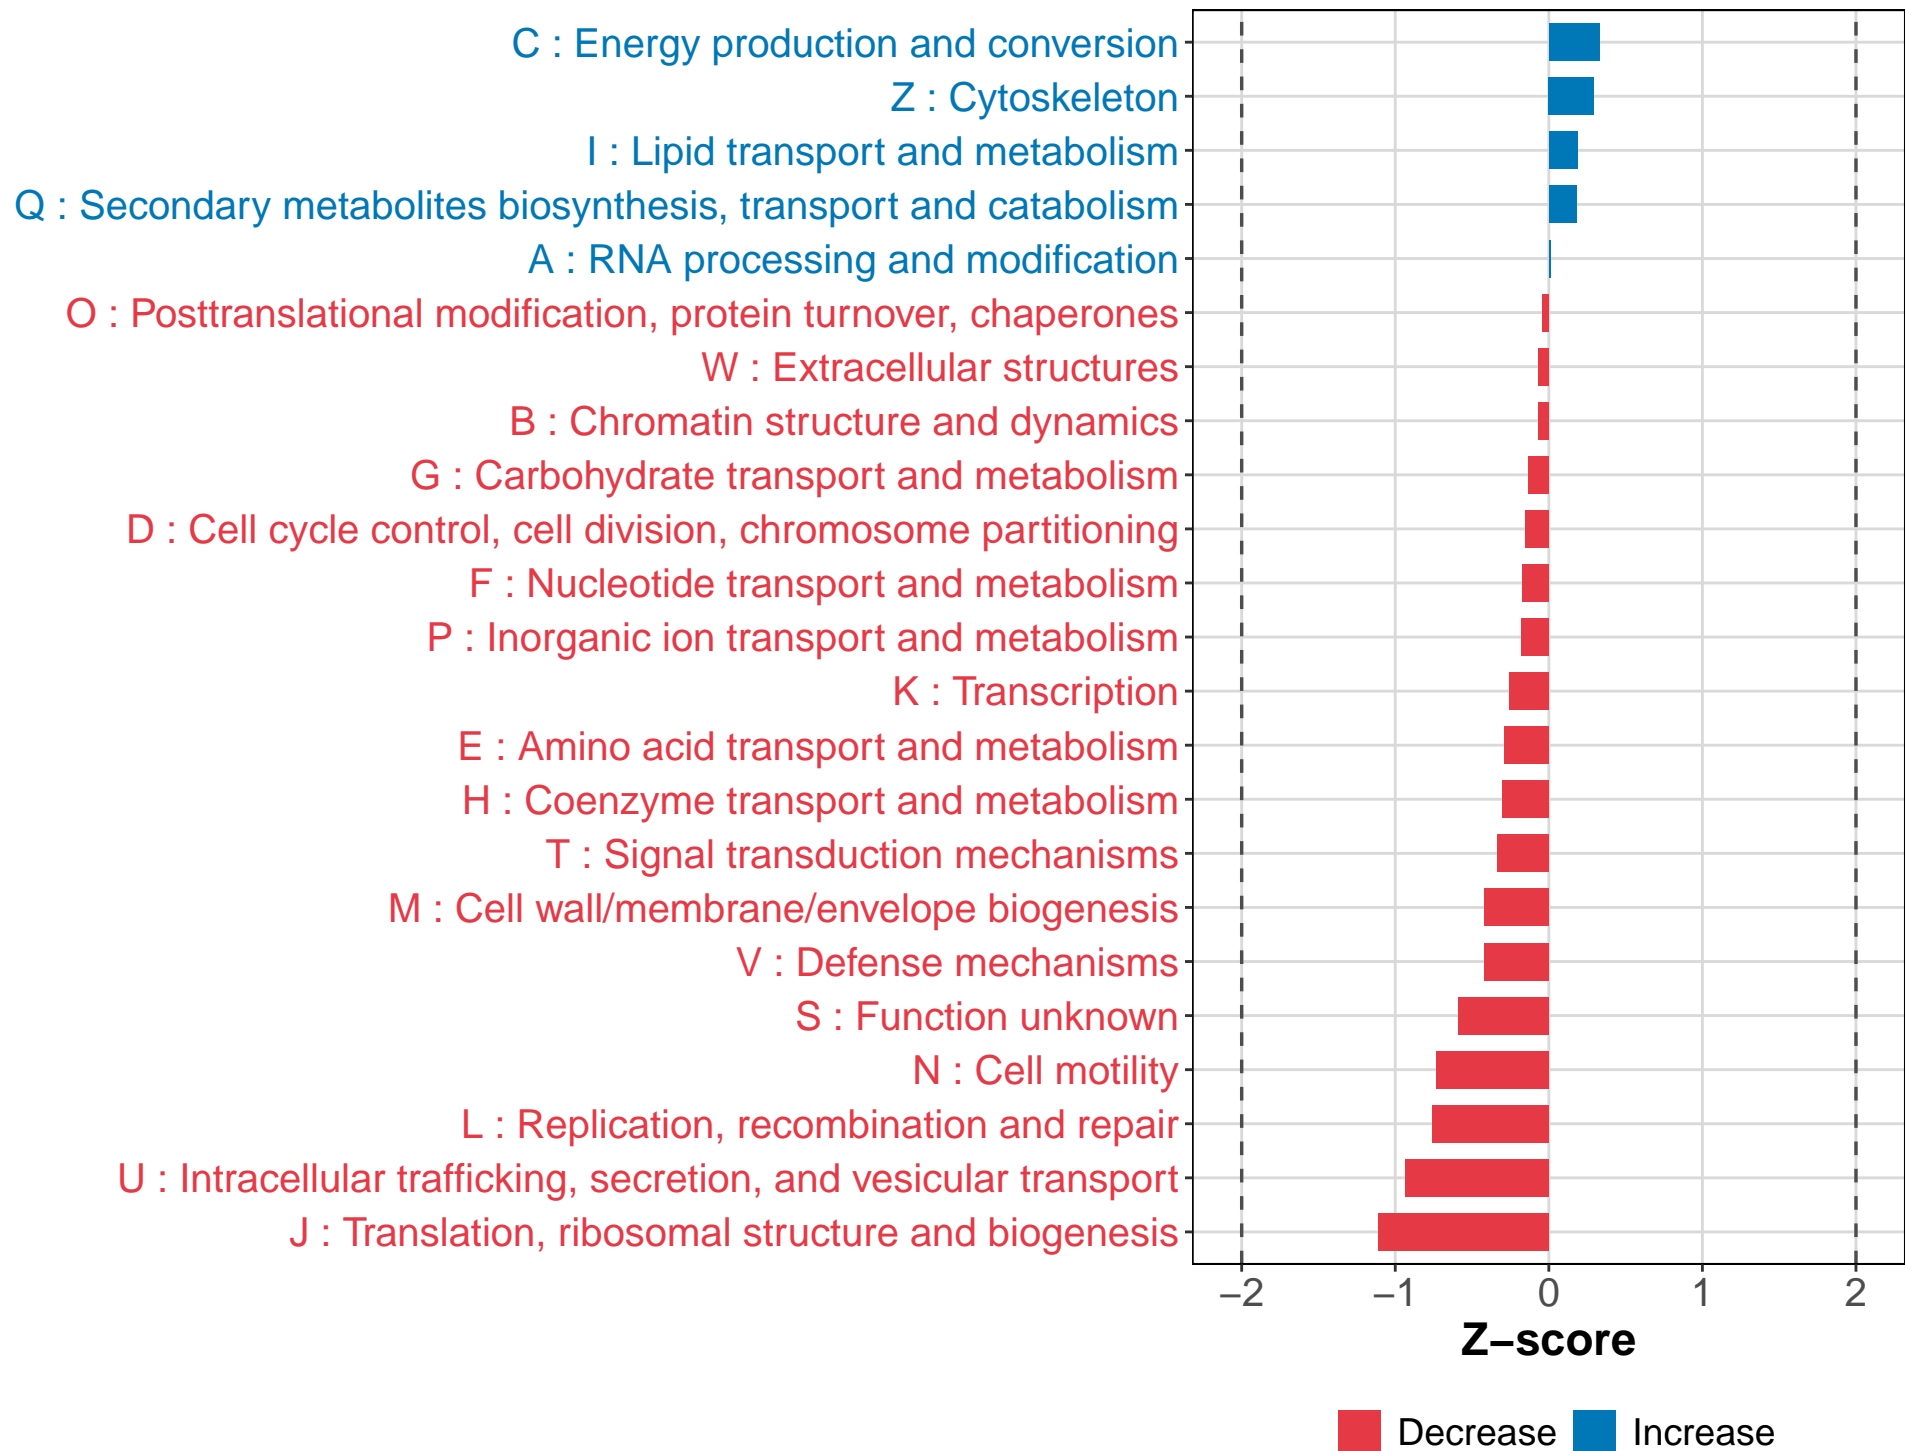 C : Energy production and conversion
Z : Cytoskeleton
I : Lipid transport and metabolism
Q : Secondary metabolites biosynthesis, transport and catabolism
A : RNA processing and modification
O : Posttranslational modification, protein turnover, chaperones
W : Extracellular structures
B : Chromatin structure and dynamics
G : Carbohydrate transport and metabolism
D : Cell cycle control, cell division, chromosome partitioning
F : Nucleotide transport and metabolism
P : Inorganic ion transport and metabolism
K : Transcription
E : Amino acid transport and metabolism
H : Coenzyme transport and metabolism
T : Signal transduction mechanisms
M : Cell wall/membrane/envelope biogenesis
V : Defense mechanisms
S : Function unknown
N : Cell motility
L : Replication, recombination and repair
U : Intracellular trafficking, secretion, and vesicular transport
J : Translation, ribosomal structure and biogenesis
−2 −1 0 1 2
Z−score
Decrease Increase